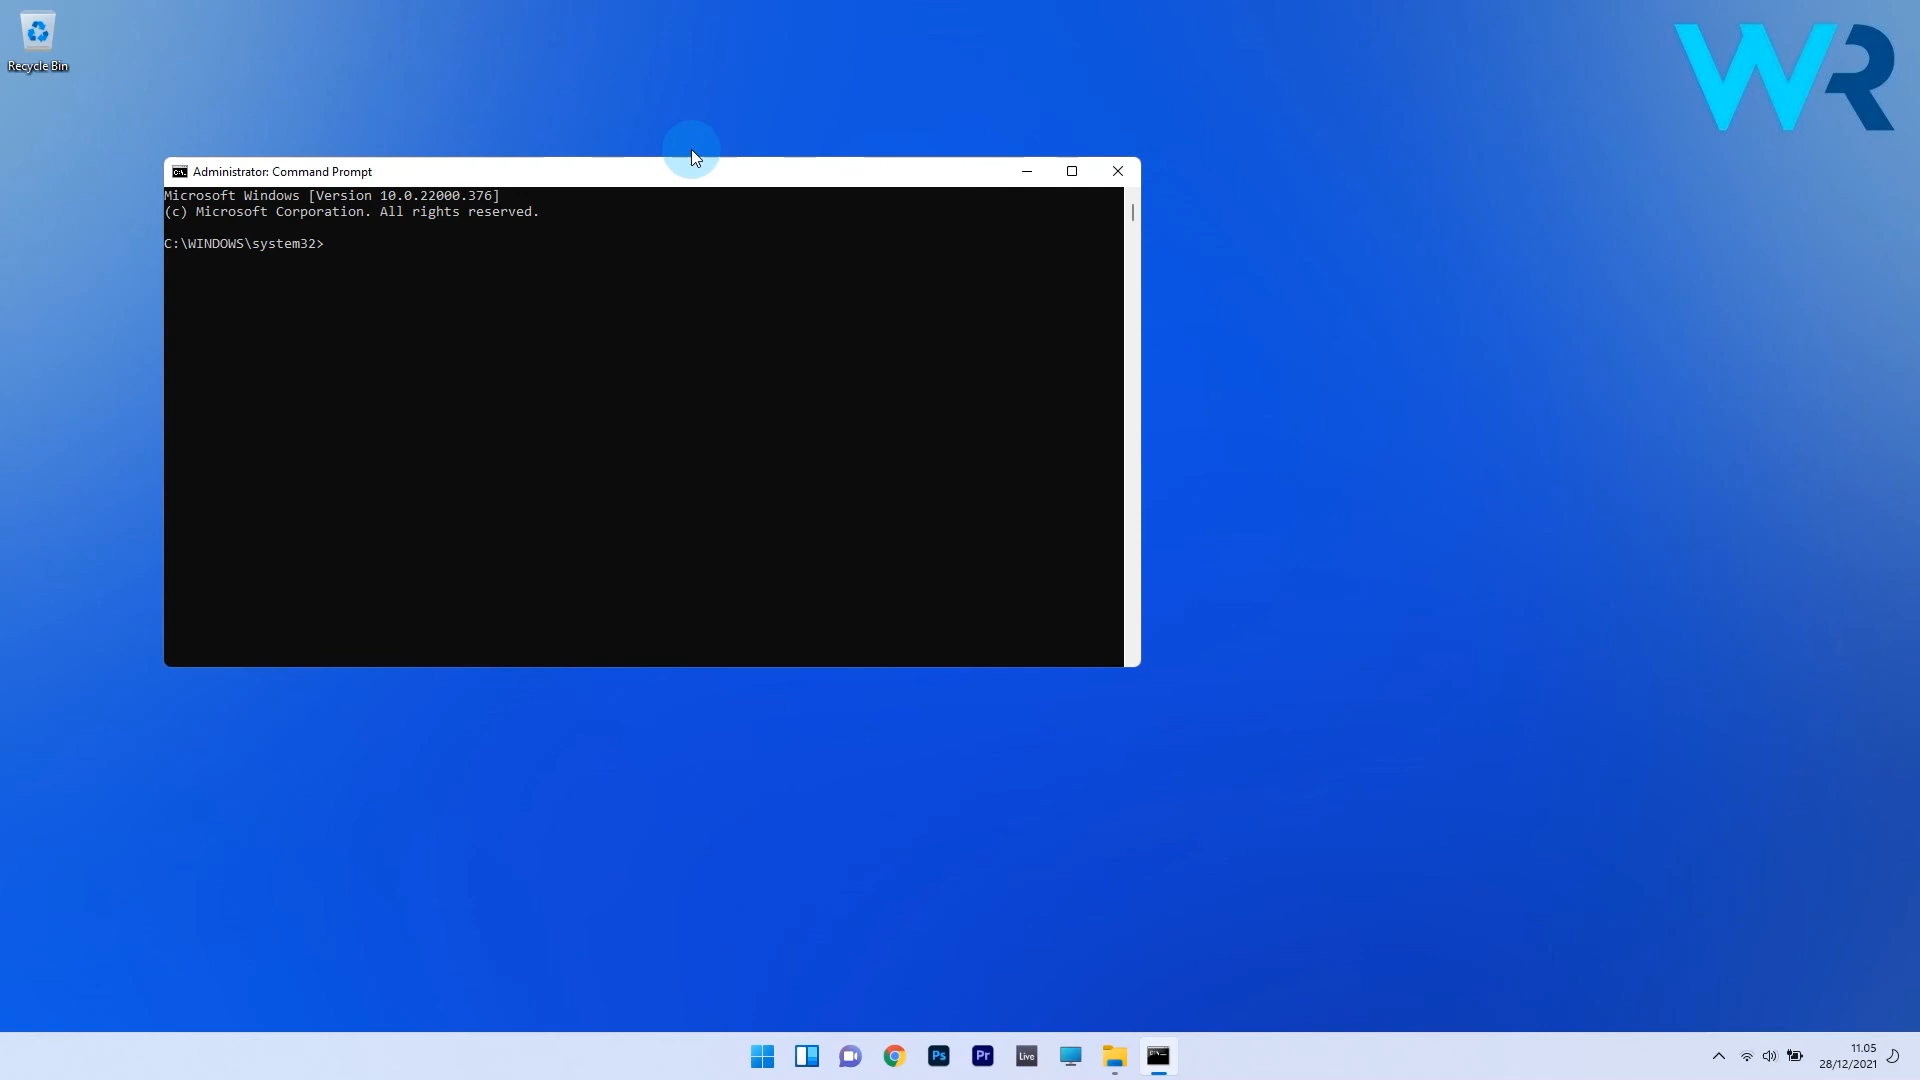 Recycle Bin
WR
Administrator: Command Prompt
Microsoft Windows [Version 10.0.22000.376]
(c) Microsoft Corporation. All rights reserved.
C:\WINDOWS\system32>
Ps
Pr
Live
11.05
28/12/2021